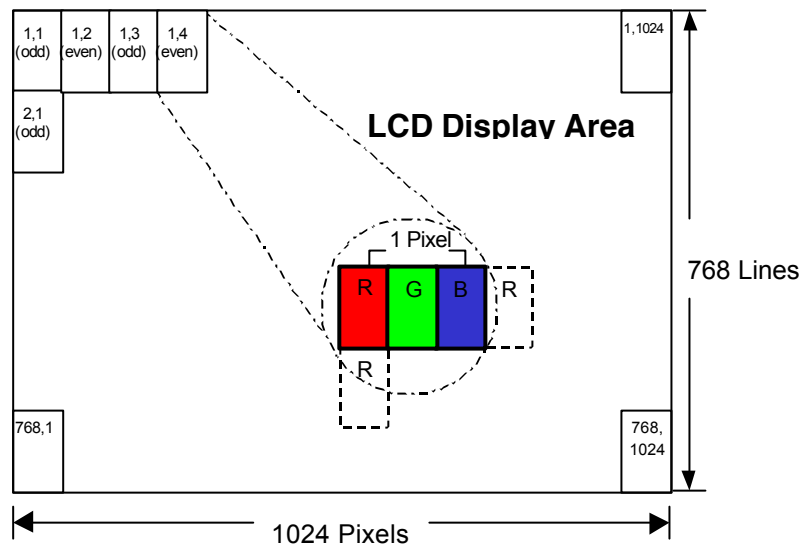 1,1
(odd)
1,2
(even)
1,3
(odd)
1,4
(even)
1,1024
2,1
(odd)
LCD Display Area
1 Pixel
R
G
B
R
R
768 Lines
768,1
768,
1024
1024 Pixels